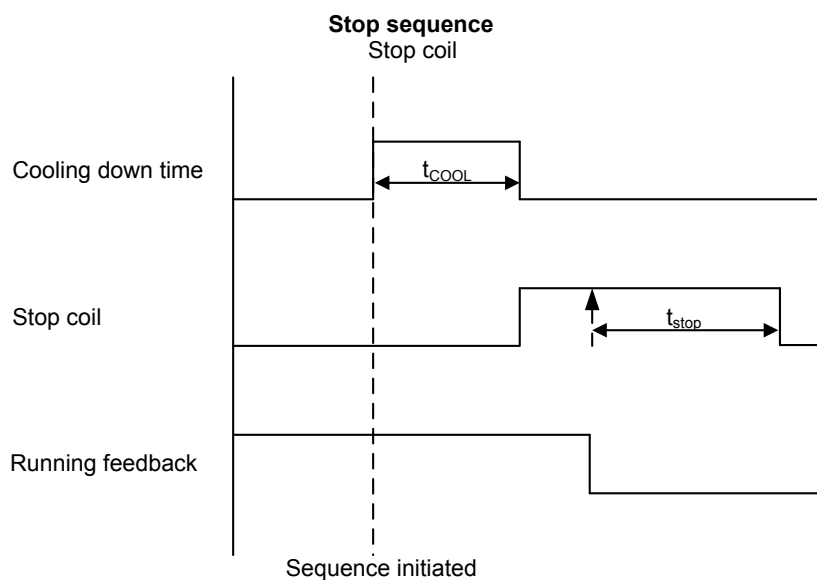 Stop sequence
Stop coil
Cooling down time
tCOOL
Stop coil
tstop
Running feedback
Sequence initiated